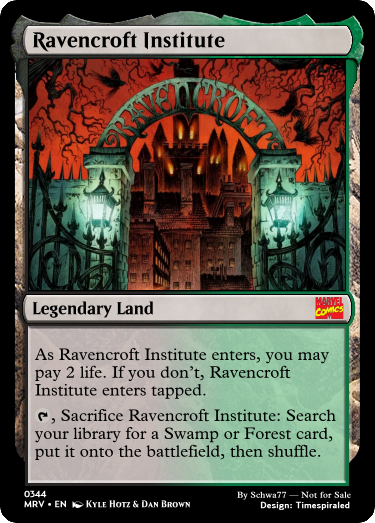 Ravencroft Institute
RAVENCROFT
Legendary Land
MARVEL
COMICS
As Ravencroft Institute enters, you may
pay 2 life. If you don't, Ravencroft
Institute enters tapped.
, Sacrifice Ravencroft Institute: Search
your library for a Swamp or Forest card,
put it onto the battlefield, then shuffle.
0344
MRV • EN Kyle Hotz & Dan Brown
By Schwa77 — Not for Sale
Design: Timespiraled